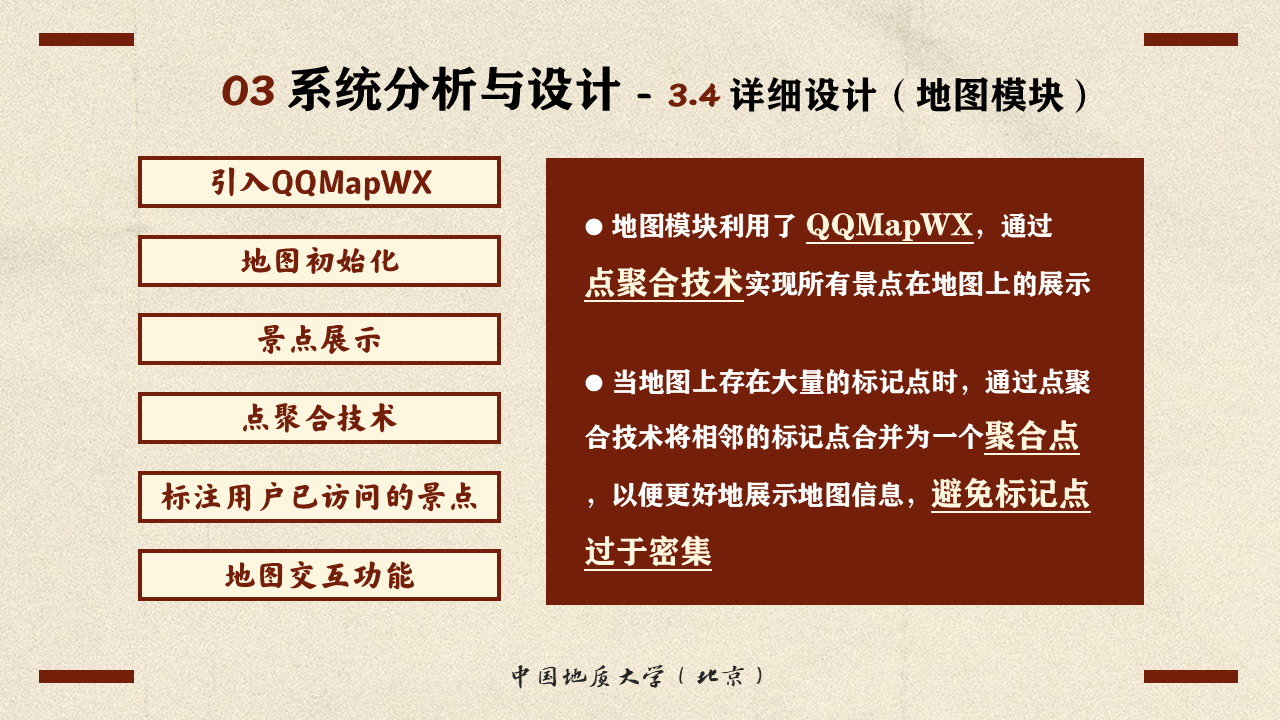 03 系统分析与设计 - 3.4 详细设计（地图模块）
引入QQMapWX
地图初始化
景点展示
点聚合技术
标注用户已访问的景点
地图交互功能
● 地图模块利用了 QQMapWX，通过
点聚合技术实现所有景点在地图上的展示
● 当地图上存在大量的标记点时，通过点聚
合技术将相邻的标记点合并为一个聚合点
，以便更好地展示地图信息，避免标记点
过于密集
中国地质大学（北京）